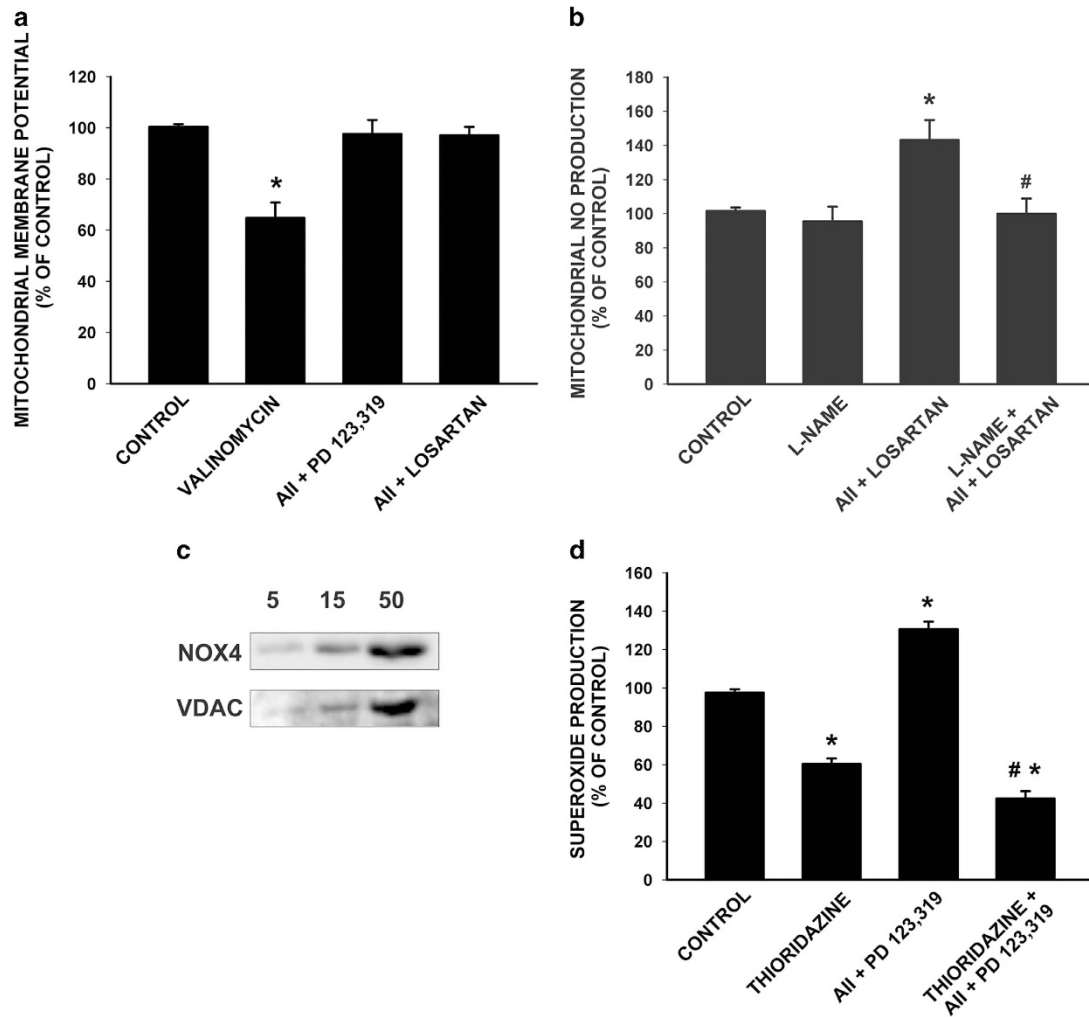 a
MITOCHONDRIAL MEMBRANE POTENTIAL
(% OF CONTROL)
120
100
80
60
40
20
0
*
CONTROL
VALINOMYCIN
AII + PD 123,319
AII + LOSARTAN
b
MITOCHONDRIAL NO PRODUCTION
(% OF CONTROL)
180
160
140
120
100
80
60
40
20
0
*
#
CONTROL
L-NAME
AII + LOSARTAN
L-NAME +
AII + LOSARTAN
c
5 15 50
NOX4
VDAC
d
SUPEROXIDE PRODUCTION
(% OF CONTROL)
160
140
120
100
80
60
40
20
0
*
*
# *
CONTROL
THIORIDAZINE
AII + PD 123,319
THIORIDAZINE +
AII + PD 123,319